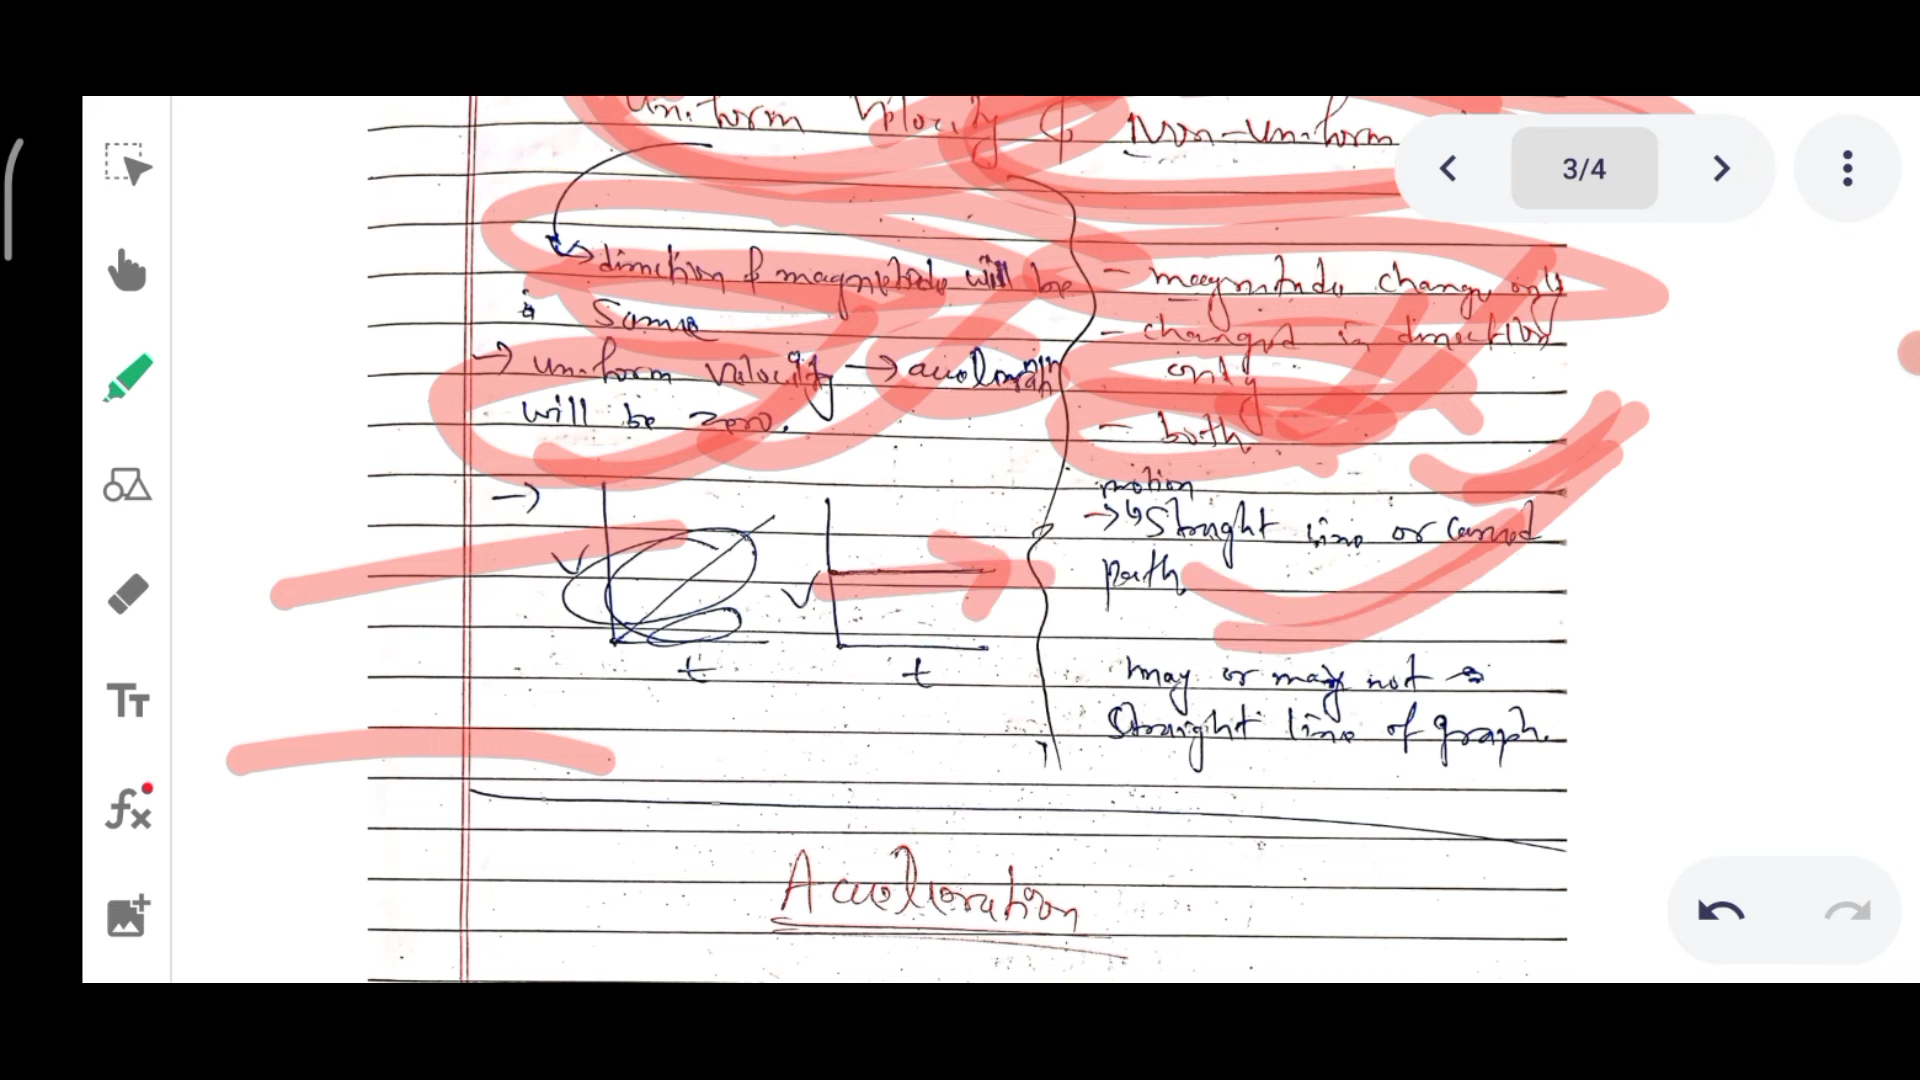 Uniform Velocity & Non-Uniform
3/4
direction & magnitude will be
Same
→ uniform velocity → acceleration
will be zero.
- magnitude change only
- changed in direction
only
- both
motion
→ Straight line or curved
path
→
V
t
V
t
may or may not
Straight line of graph.
Acceleration
TT
fx